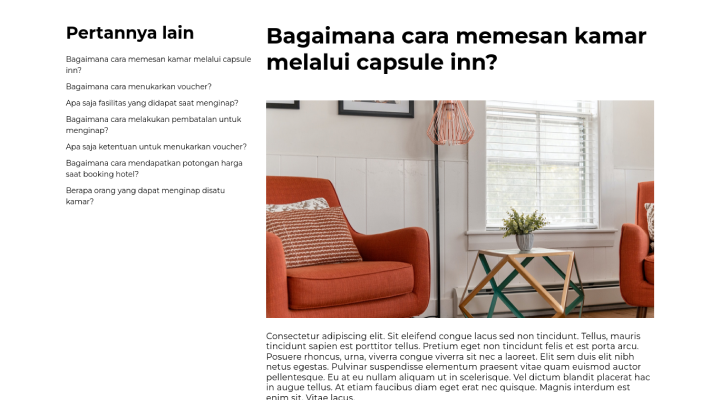 Pertannya lain
Bagaimana cara memesan kamar melalui capsule
inn?
Bagaimana cara menukarkan voucher?
Apa saja fasilitas yang didapat saat menginap?
Bagaimana cara melakukan pembatalan untuk
menginap?
Apa saja ketentuan untuk menukarkan voucher?
Bagaimana cara mendapatkan potongan harga
saat booking hotel?
Berapa orang yang dapat menginap disatu
kamar?
Bagaimana cara memesan kamar
melalui capsule inn?
Consectetur adipiscing elit. Sit eleifend congue lacus sed non tincidunt. Tellus, mauris
tincidunt sapien est porttitor tellus. Pretium eget non tincidunt felis et est porta arcu.
Posuere rhoncus, urna, viverra congue viverra sit nec a laoreet. Elit sem duis elit nibh
netus egestas. Pulvinar suspendisse elementum praesent vitae quam euismod auctor
pellentesque. Eu at eu nullam aliquam ut in scelerisque. Vel dictum blandit placerat hac
in augue tellus. At etiam faucibus diam eget erat nec quisque. Magnis interdum est
enim sit. Vitae lacus.